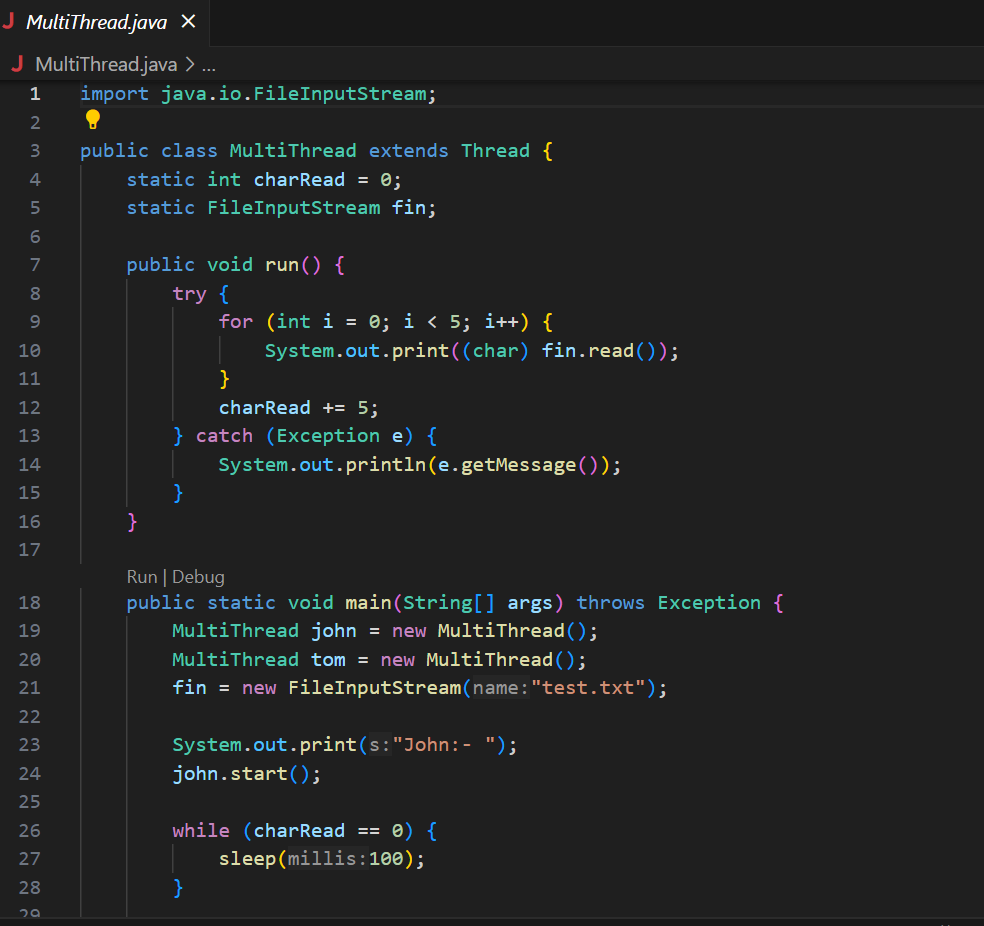 MultiThread.java
MultiThread.java > ...
1 import java.io.FileInputStream;
2
3 public class MultiThread extends Thread {
4 static int charRead = 0;
5 static FileInputStream fin;
6
7 public void run() {
8 try {
9 for (int i = 0; i < 5; i++) {
10 System.out.print((char) fin.read());
11 }
12 charRead += 5;
13 } catch (Exception e) {
14 System.out.println(e.getMessage());
15 }
16 }
17
Run | Debug
18 public static void main(String[] args) throws Exception {
19 MultiThread john = new MultiThread();
20 MultiThread tom = new MultiThread();
21 fin = new FileInputStream(name:"test.txt");
22
23 System.out.print(s:"John:- ");
24 john.start();
25
26 while (charRead == 0) {
27 sleep(millis:100);
28 }
29